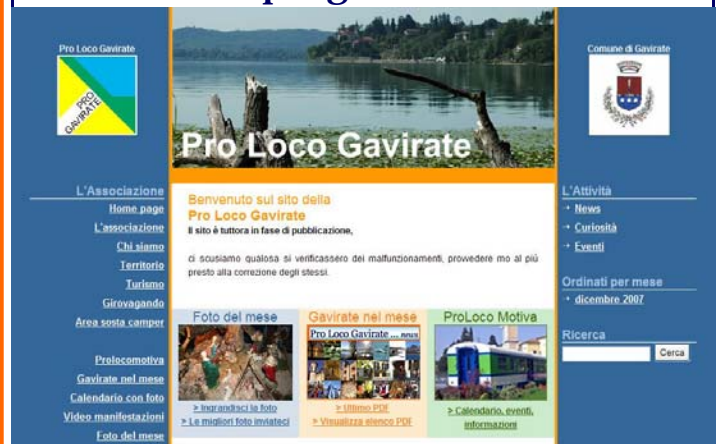 Pro Loco Gavirate
PRO
GAVIRATE
Pro Loco Gavirate
Comune di Gavirate
L'Associazione
Home page
L'associazione
Chi siamo
Territorio
Turismo
Girovagando
Area sosta camper
Prolocomotiva
Gavirate nel mese
Calendario con foto
Video manifestazioni
Foto del mese
Benvenuto sul sito della
Pro Loco Gavirate
Il sito è tuttora in fase di pubblicazione,
ci scusiamo qualosa si verificassero dei malfunzionamenti, provvedere mo al più
presto alla correzione degli stessi.
Foto del mese
> Ingrandisci la foto
> Le migliori foto inviateci
Gavirate nel mese
Pro Loco Gavirate ... news
> Ultimo PDF
> Visualizza elenco PDF
ProLoco Motiva
> Calendario, eventi,
informazioni
L'Attività
News
Curiosità
Eventi
Ordinati per mese
dicembre 2007
Ricerca
Cerca